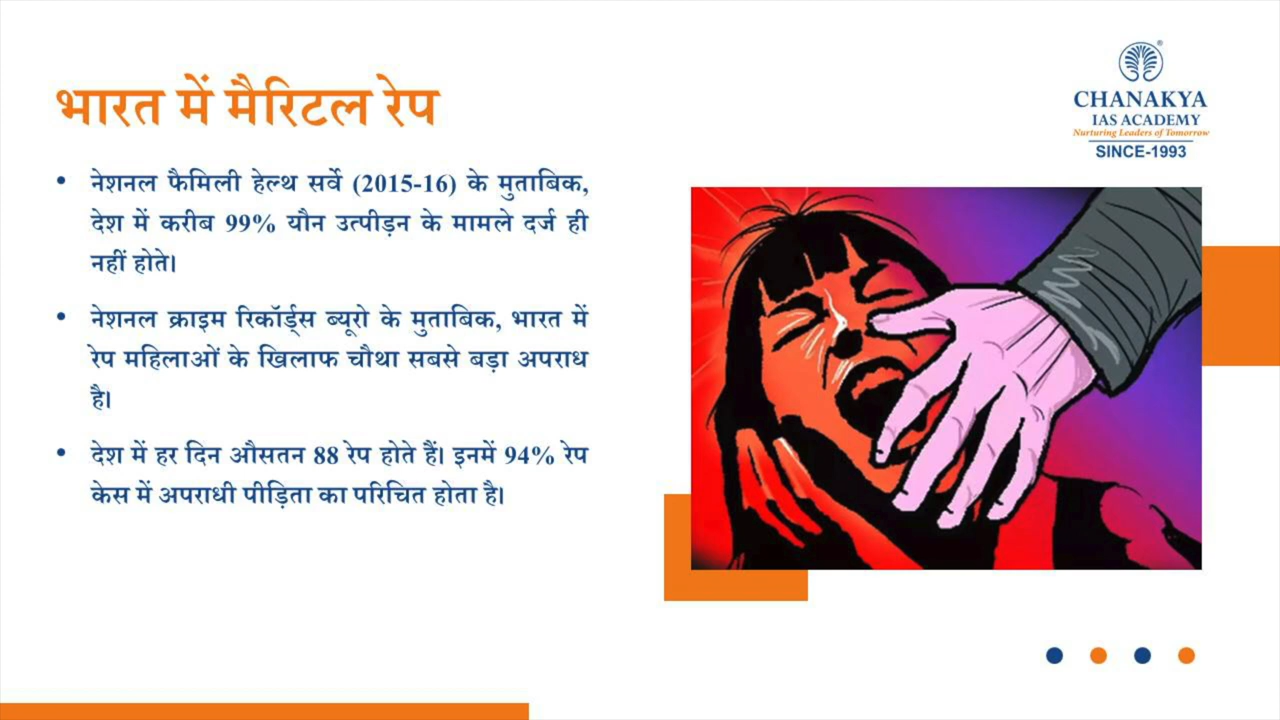 भारत में मैरिटल रेप
CHANAKYA
IAS ACADEMY
Nurturing Leaders of Tomorrow
SINCE-1993
• नेशनल फैमिली हेल्थ सर्वे (2015-16) के मुताबिक,
देश में करीब 99% यौन उत्पीड़न के मामले दर्ज ही
नहीं होते।
• नेशनल क्राइम रिकॉर्ड्स ब्यूरो के मुताबिक, भारत में
रेप महिलाओं के खिलाफ चौथा सबसे बड़ा अपराध
है।
• देश में हर दिन औसतन 88 रेप होते हैं। इनमें 94% रेप
केस में अपराधी पीड़िता का परिचित होता है।